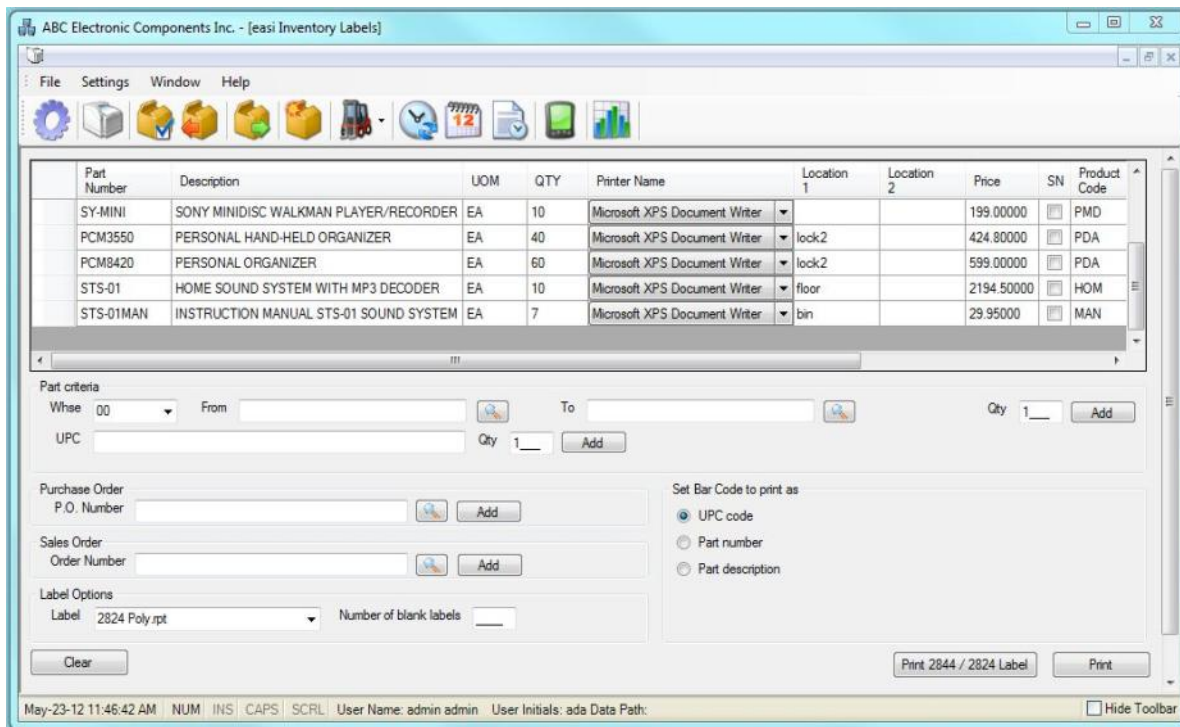 ABC Electronic Components Inc. - [easi Inventory Labels]
File Settings Window Help
12
Part Number Description UOM QTY Printer Name Location 1 Location 2 Price SN Product Code
SY-MINI SONY MINIDISC WALKMAN PLAYER/RECORDER EA 10 Microsoft XPS Document Writer 199.00000 PMD
PCM3550 PERSONAL HAND-HELD ORGANIZER EA 40 Microsoft XPS Document Writer lock2 424.80000 PDA
PCM8420 PERSONAL ORGANIZER EA 60 Microsoft XPS Document Writer lock2 599.00000 PDA
STS-01 HOME SOUND SYSTEM WITH MP3 DECODER EA 10 Microsoft XPS Document Writer floor 2194.50000 HOM
STS-01MAN INSTRUCTION MANUAL STS-01 SOUND SYSTEM EA 7 Microsoft XPS Document Writer bin 29.95000 MAN
Part criteria
Whse 00 From To Qty 1__ Add
UPC Qty 1__ Add
Purchase Order
P.O. Number Add
Sales Order
Order Number Add
Label Options
Label 2824 Poly.rpt Number of blank labels ___
Set Bar Code to print as
UPC code
Part number
Part description
Clear Print 2844 / 2824 Label Print
May-23-12 11:46:42 AM NUM INS CAPS SCRL User Name: admin admin User Initials: ada Data Path: Hide Toolbar